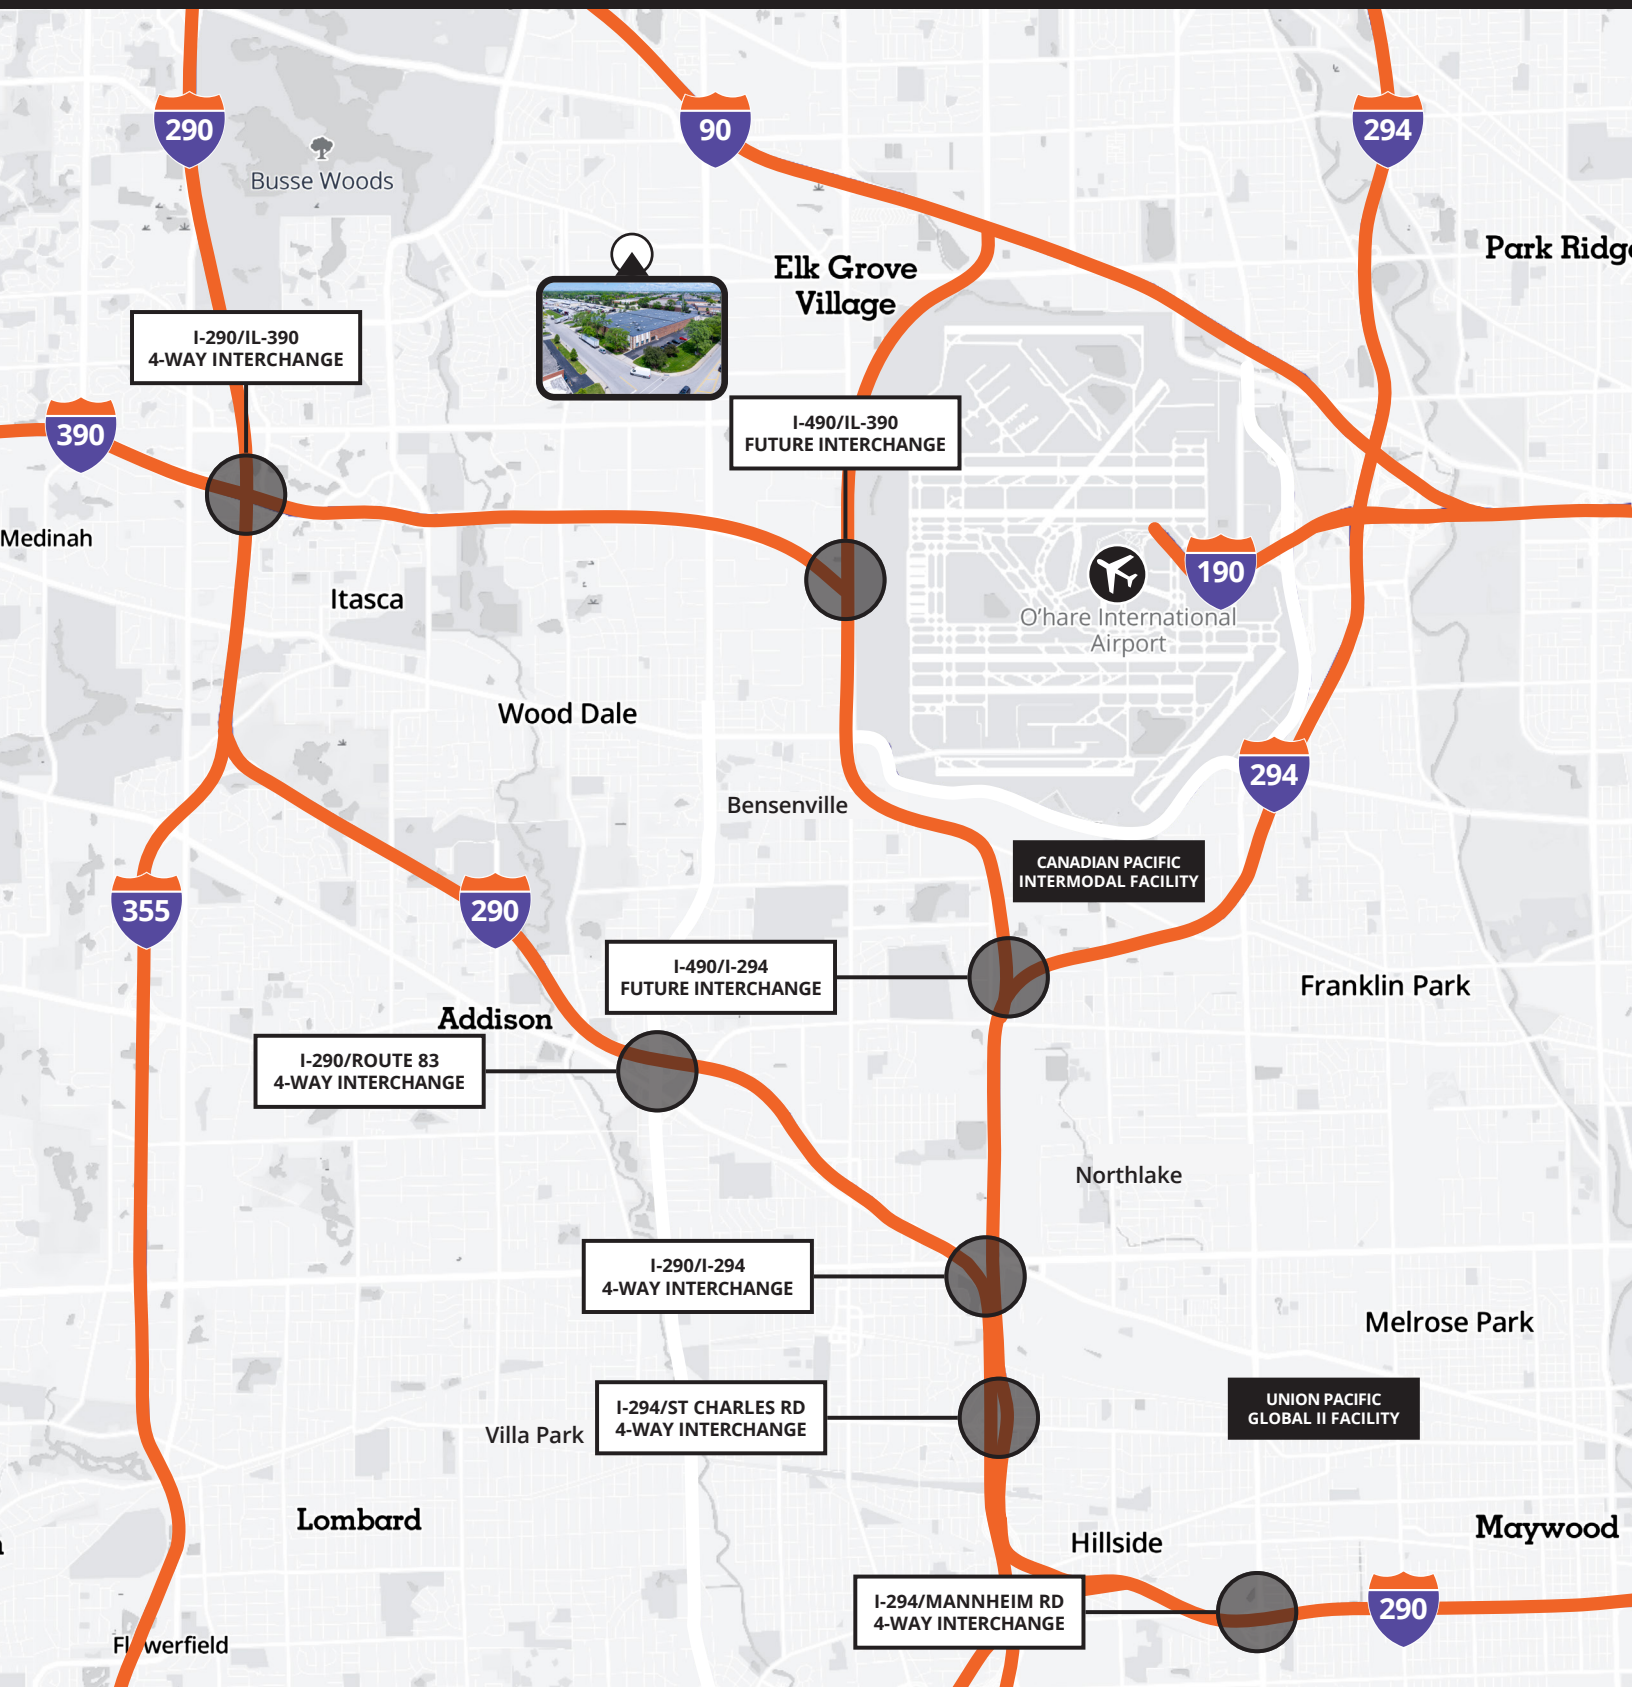 290
90
294
Busse Woods
Park Ridge
Elk Grove
Village
I-290/IL-390
4-WAY INTERCHANGE
390
I-490/IL-390
FUTURE INTERCHANGE
Medinah
190
Itasca
O'hare International
Airport
Wood Dale
294
Bensenville
CANADIAN PACIFIC
INTERMODAL FACILITY
355
290
I-490/I-294
FUTURE INTERCHANGE
Franklin Park
Addison
I-290/ROUTE 83
4-WAY INTERCHANGE
Northlake
I-290/I-294
4-WAY INTERCHANGE
Melrose Park
UNION PACIFIC
GLOBAL II FACILITY
I-294/ST CHARLES RD
4-WAY INTERCHANGE
Villa Park
Lombard
Maywood
Hillside
I-294/MANNHEIM RD
4-WAY INTERCHANGE
290
Flowerfield